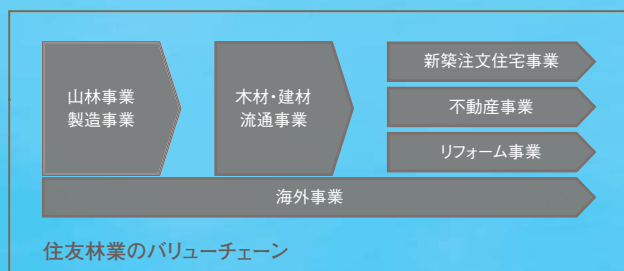 山林事業
製造事業
木材・建材
流通事業
新築注文住宅事業
不動産事業
リフォーム事業
海外事業
住友林業のバリューチェーン